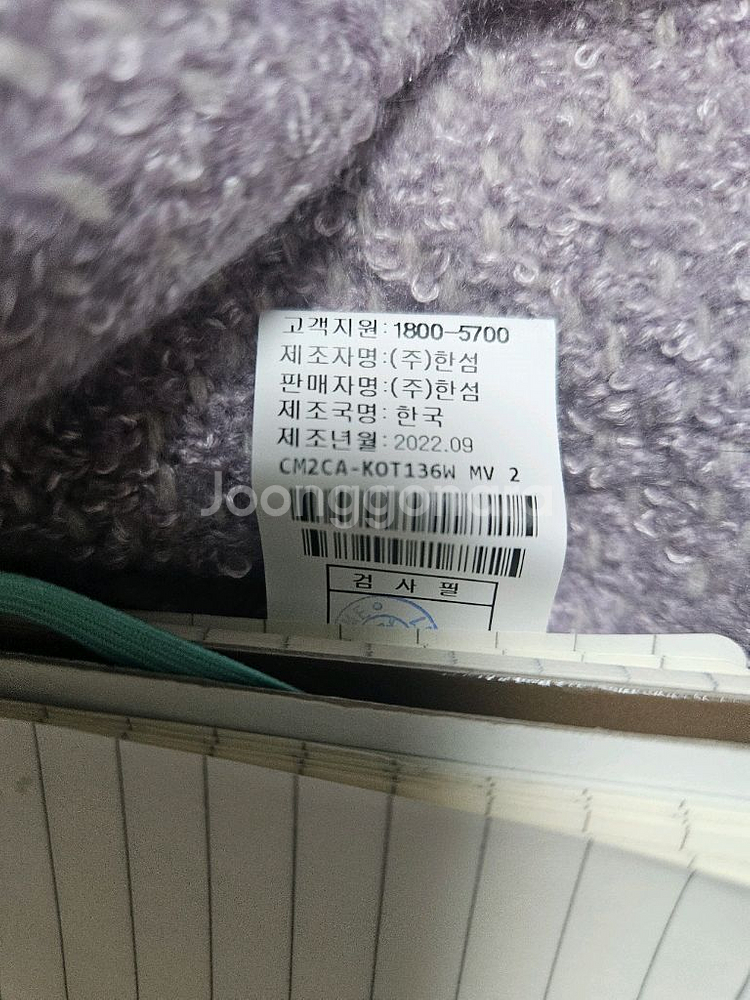 고객지원: 1800-5700
제조자명:(주)한섬
판매자명:(주)한섬
제조국명: 한국
제조년월: 2022.09
CM2CA-KOT136W MV 2
Joonggonara
검 사 필